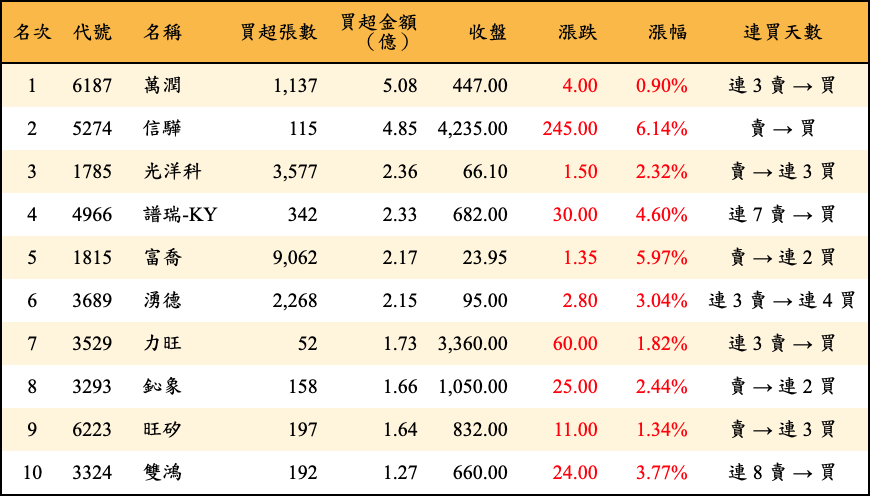 名次 代號 名稱 買超張數 買超金額（億） 收盤 漲跌 漲幅 連買天數
1 6187 萬潤 1,137 5.08 447.00 4.00 0.90% 連 3 賣 → 買
2 5274 信驊 115 4.85 4,235.00 245.00 6.14% 賣 → 買
3 1785 光洋科 3,577 2.36 66.10 1.50 2.32% 賣 → 連 3 買
4 4966 譜瑞-KY 342 2.33 682.00 30.00 4.60% 連 7 賣 → 買
5 1815 富喬 9,062 2.17 23.95 1.35 5.97% 賣 → 連 2 買
6 3689 湧德 2,268 2.15 95.00 2.80 3.04% 連 3 賣 → 連 4 買
7 3529 力旺 52 1.73 3,360.00 60.00 1.82% 連 3 賣 → 買
8 3293 鈊象 158 1.66 1,050.00 25.00 2.44% 賣 → 連 2 買
9 6223 旺矽 197 1.64 832.00 11.00 1.34% 賣 → 連 3 買
10 3324 雙鴻 192 1.27 660.00 24.00 3.77% 連 8 賣 → 買